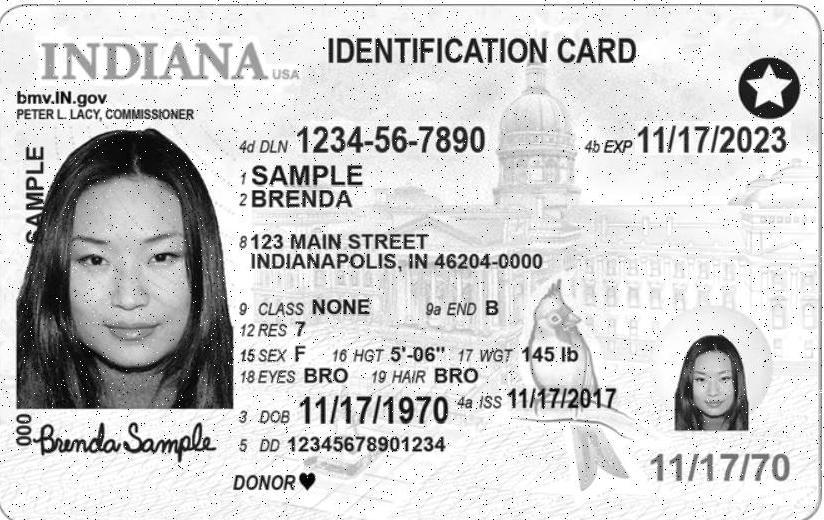 INDIANA USA
IDENTIFICATION CARD
bmv.IN.gov
PETER L. LACY, COMMISSIONER
SAMPLE
4d DLN 1234-56-7890
4b EXP 11/17/2023
1 SAMPLE
2 BRENDA
8 123 MAIN STREET
INDIANAPOLIS, IN 46204-0000
9 CLASS NONE 9a END B
12 RES 7
15 SEX F 16 HGT 5'-06" 17 WGT 145 lb
18 EYES BRO 19 HAIR BRO
3. DOB 11/17/1970 4a ISS 11/17/2017
5 DD 12345678901234
000
Brenda Sample
DONOR
11/17/70